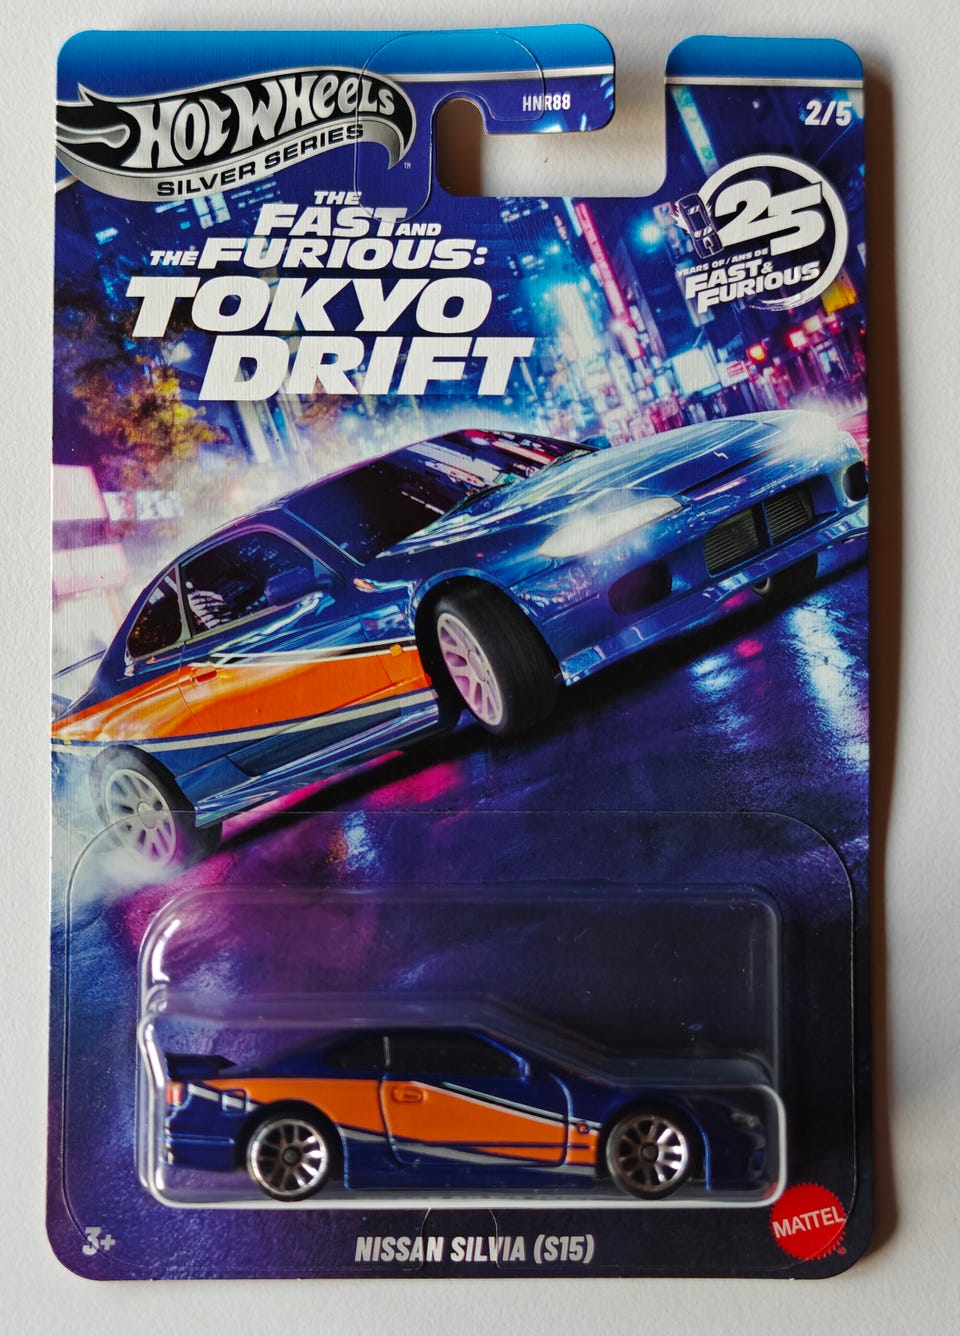 HOT WHEELS
SILVER SERIES
TM
HNR88
2/5
THE
FAST AND
THE FURIOUS:
TOKYO
DRIFT
25
YEARS OF / ANS DE
FAST &
FURIOUS
3+
NISSAN SILVIA (S15)
MATTEL
®